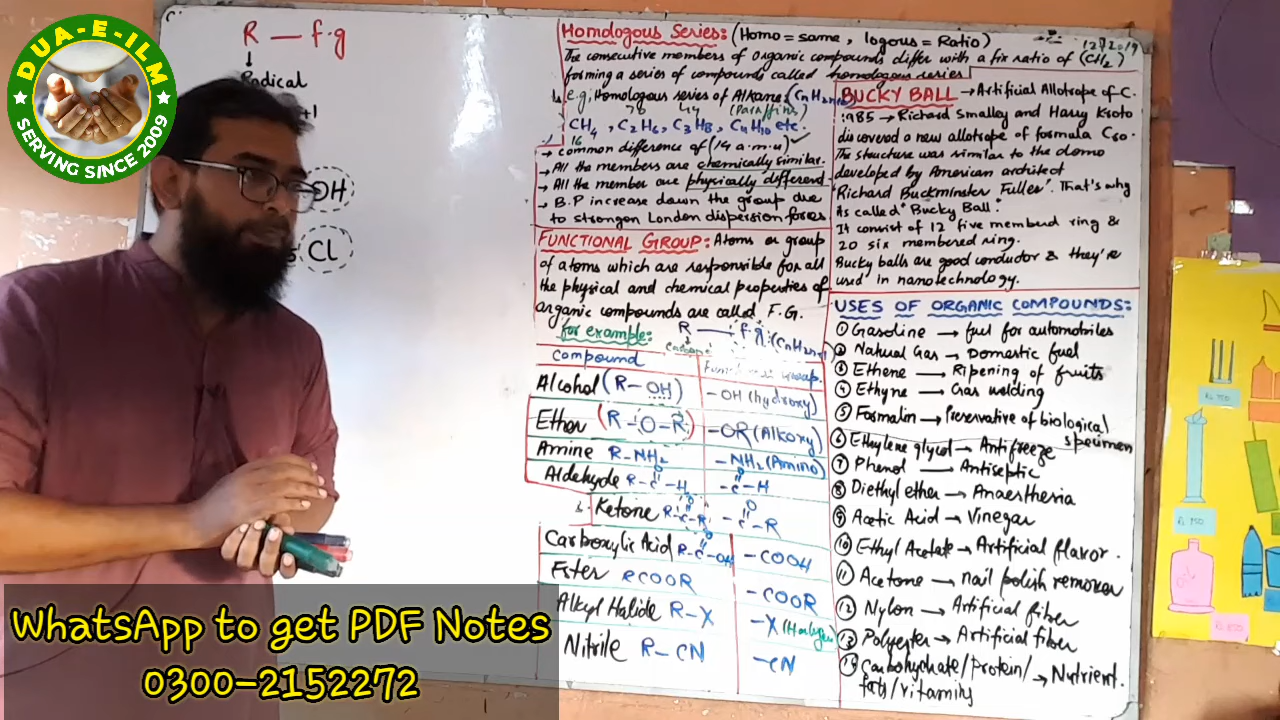 DUA-E-ILM
SERVING SINCE 2009
R — f.g
↓
Radical
+1
OH
Cl
Homologous Series: (Homo = same, logous = Ratio)
The consecutive members of organic compounds differ with a fix ratio of (CH2)
forming a series of compounds called homologous series
e.g; Homologous series of Alkane
(Paraffins)
CH4, C2H6, C3H8, C4H10 etc.
16
→ common difference of (14 a.m.u)
→ All the members are chemically similar.
→ All the member are physically different
→ B.P increase down the group due
to stronger London dispersion forces
FUNCTIONAL GROUP: Atoms or group
of atoms which are responsible for all
the physical and chemical properties of
organic compounds are called F.G.
for example: R — f.g.
compound
Alcohol (R-OH) -OH (hydroxy)
Ether (R-O-R) -OR (Alkoxy)
Amine R-NH2 -NH2 (Amino)
Aldehyde R-C-H -C-H
O O
Ketone R-C-R -C-R
O O
Carboxylic Acid R-C-OH -COOH
O
Ester RCOOR -COOR
Alkyl Halide R-X -X (Halogen
Nitrile R-CN -CN
BUCKY BALL → Artificial Allotrope of C.
1985 → Richard Smalley and Harry Kroto
discovered a new allotrope of formula C60.
The structure was similar to the domo
developed by American architect
"Richard Buckminster Fuller". That's why
As called "Bucky Ball".
It consist of 12 five memberd ring &
20 six membered ring.
Bucky balls are good conductor & they're
used in nanotechnology.
USES OF ORGANIC COMPOUNDS:
① Gasoline → fuel for automobiles
② Natural Gas → Domestic fuel
③ Ethene → Ripening of fruits
④ Ethyne → Gas welding
⑤ Formalin → Preservative of biological
specimen
⑥ Ethylene glycol → Antifreeze
⑦ Phenol → Antiseptic
⑧ Diethyl ether → Anaesthesia
⑨ Acetic Acid → Vinegar
⑩ Ethyl Acetate → Artificial flavor.
⑪ Acetone → nail polish remover
⑫ Nylon → Artificial fiber
⑬ Polyester → Artificial fiber
⑭ Carbohydrate/protein/ → Nutrient.
fats/vitamins
WhatsApp to get PDF Notes
0300-2152272